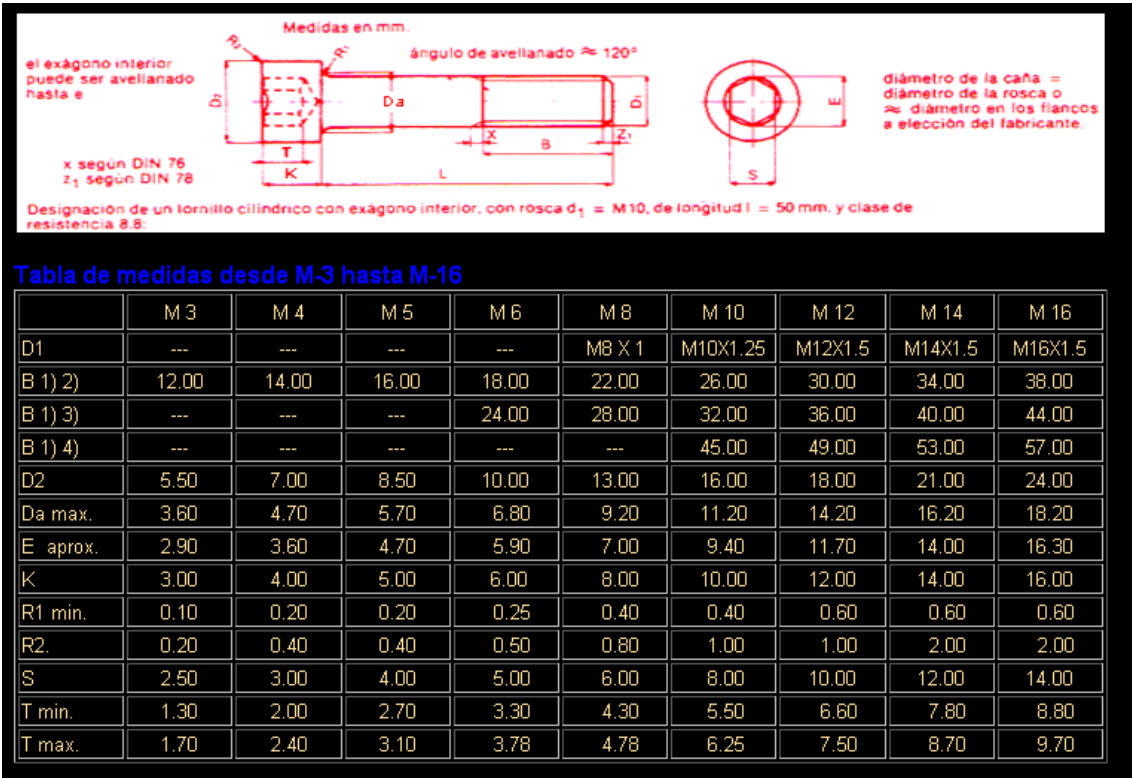 Medidas en mm.
el exágono interior
puede ser avellanado
hasta e
ángulo de avellanado ≈ 120°
R₂
R₁
D₂
Da
D₁
E
T
K
X
B
Z₁
L
S
diámetro de la caña =
diámetro de la rosca o
≈ diámetro en los flancos
a elección del fabricante.
x según DIN 76
z₁ según DIN 78
Designación de un tornillo cilíndrico con exágono interior, con rosca d₁ = M10, de longitud l = 50 mm. y clase de
resistencia 8.8:
Tabla de medidas desde M-3 hasta M-16
M 3 M 4 M 5 M 6 M 8 M 10 M 12 M 14 M 16
D1 --- --- --- --- M8 X 1 M10X1.25 M12X1.5 M14X1.5 M16X1.5
B 1) 2) 12.00 14.00 16.00 18.00 22.00 26.00 30.00 34.00 38.00
B 1) 3) --- --- --- 24.00 28.00 32.00 36.00 40.00 44.00
B 1) 4) --- --- --- --- --- 45.00 49.00 53.00 57.00
D2 5.50 7.00 8.50 10.00 13.00 16.00 18.00 21.00 24.00
Da max. 3.60 4.70 5.70 6.80 9.20 11.20 14.20 16.20 18.20
E aprox. 2.90 3.60 4.70 5.90 7.00 9.40 11.70 14.00 16.30
K 3.00 4.00 5.00 6.00 8.00 10.00 12.00 14.00 16.00
R1 min. 0.10 0.20 0.20 0.25 0.40 0.40 0.60 0.60 0.60
R2. 0.20 0.40 0.40 0.50 0.80 1.00 1.00 2.00 2.00
S 2.50 3.00 4.00 5.00 6.00 8.00 10.00 12.00 14.00
T min. 1.30 2.00 2.70 3.30 4.30 5.50 6.60 7.80 8.80
T max. 1.70 2.40 3.10 3.78 4.78 6.25 7.50 8.70 9.70